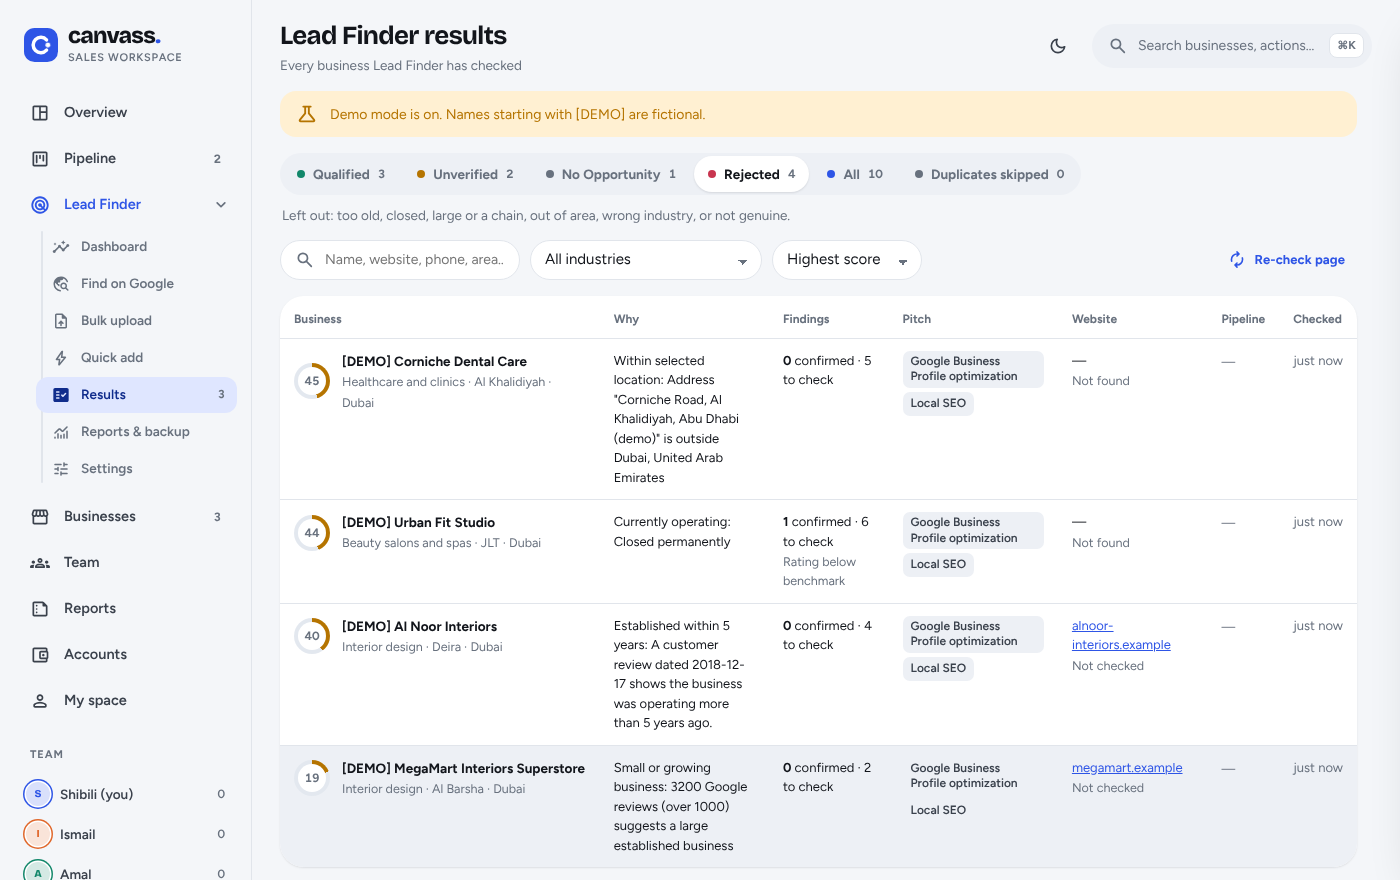 canvass.
SALES WORKSPACE
Overview
Pipeline 2
Lead Finder
Dashboard
Find on Google
Bulk upload
Quick add
Results 3
Reports & backup
Settings
Businesses 3
Team
Reports
Accounts
My space
TEAM
S Shibili (you) 0
I Ismail 0
A Amal 0
Lead Finder results
Every business Lead Finder has checked
Search businesses, actions... ⌘K
Demo mode is on. Names starting with [DEMO] are fictional.
Qualified 3 Unverified 2 No Opportunity 1 Rejected 4 All 10 Duplicates skipped 0
Left out: too old, closed, large or a chain, out of area, wrong industry, or not genuine.
Name, website, phone, area.. All industries Highest score Re-check page
Business Why Findings Pitch Website Pipeline Checked
45
[DEMO] Corniche Dental Care
Healthcare and clinics · Al Khalidiyah ·
Dubai
Within selected
location: Address
"Corniche Road, Al
Khalidiyah, Abu Dhabi
(demo)" is outside
Dubai, United Arab
Emirates
0 confirmed · 5
to check
Google Business
Profile optimization
Local SEO
—
Not found
—
just now
44
[DEMO] Urban Fit Studio
Beauty salons and spas · JLT · Dubai
Currently operating:
Closed permanently
1 confirmed · 6
to check
Rating below
benchmark
Google Business
Profile optimization
Local SEO
—
Not found
—
just now
40
[DEMO] Al Noor Interiors
Interior design · Deira · Dubai
Established within 5
years: A customer
review dated 2018-12-
17 shows the business
was operating more
than 5 years ago.
0 confirmed · 4
to check
Google Business
Profile optimization
Local SEO
alnoor-
interiors.example
Not checked
—
just now
19
[DEMO] MegaMart Interiors Superstore
Interior design · Al Barsha · Dubai
Small or growing
business: 3200 Google
reviews (over 1000)
suggests a large
established business
0 confirmed · 2
to check
Google Business
Profile optimization
Local SEO
megamart.example
Not checked
—
just now